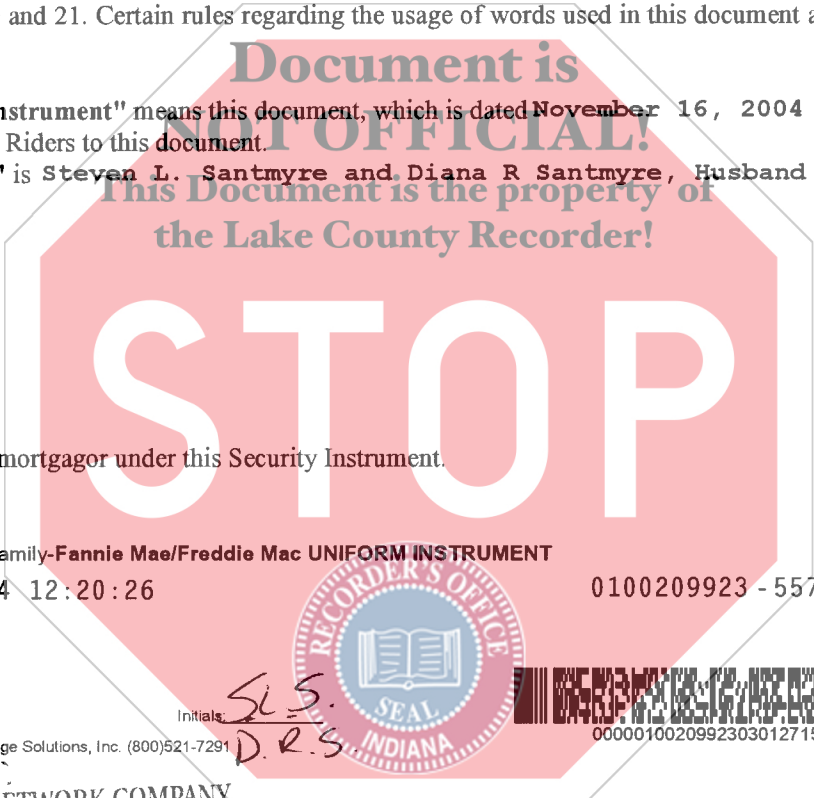 and 21. Certain rules regarding the usage of words used in this document a
Document is
nstrument" means this document, which is dated November 16, 2004
NOT OFFICIAL!
Riders to this document.
" is Steven L. Santmyre and Diana R Santmyre, Husband
This Document is the property of
the Lake County Recorder!
STOP
mortgagor under this Security Instrument.
amily-Fannie Mae/Freddie Mac UNIFORM INSTRUMENT
4 12:20:26 0100209923 - 557
RECORDER'S OFFICE
SEAL
INDIANA
Initials: S.L.S.
D.R.S.
ge Solutions, Inc. (800)521-7291
0000010020992303012715
ETWORK COMPANY